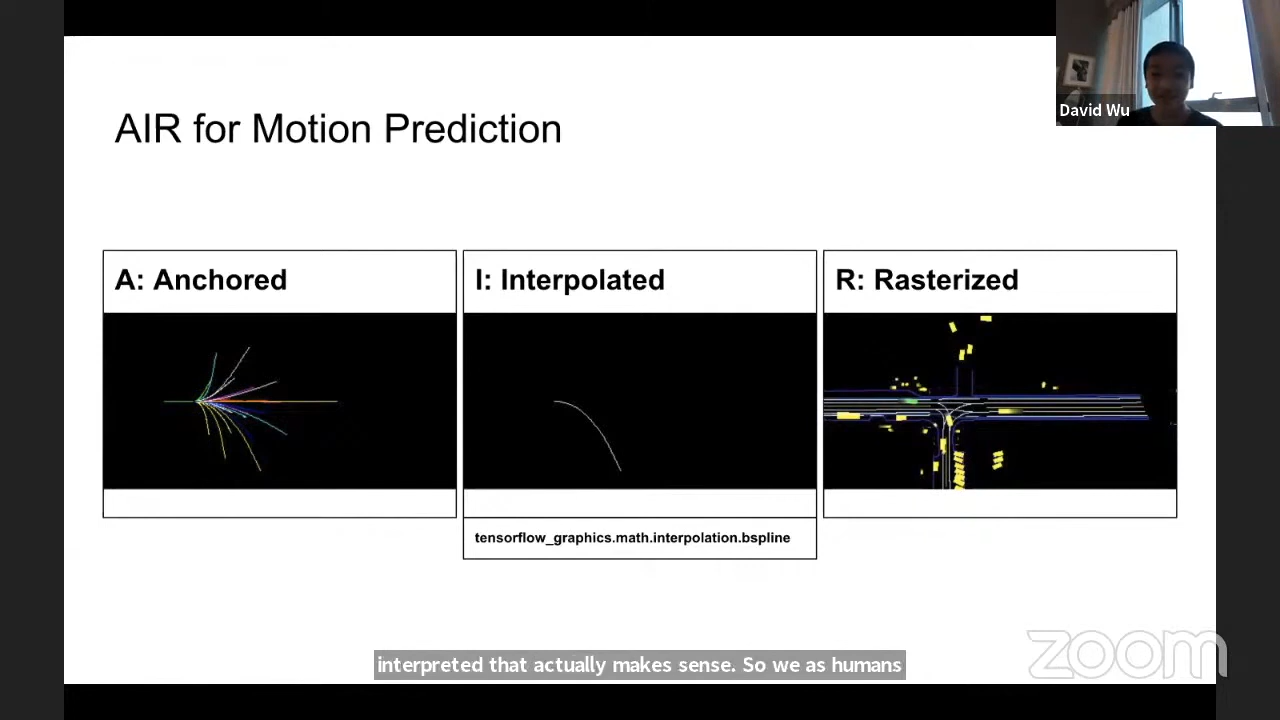 David Wu
AIR for Motion Prediction
A: Anchored
I: Interpolated
R: Rasterized
tensorflow_graphics.math.interpolation.bspline
interpreted that actually makes sense. So we as humans
zoom